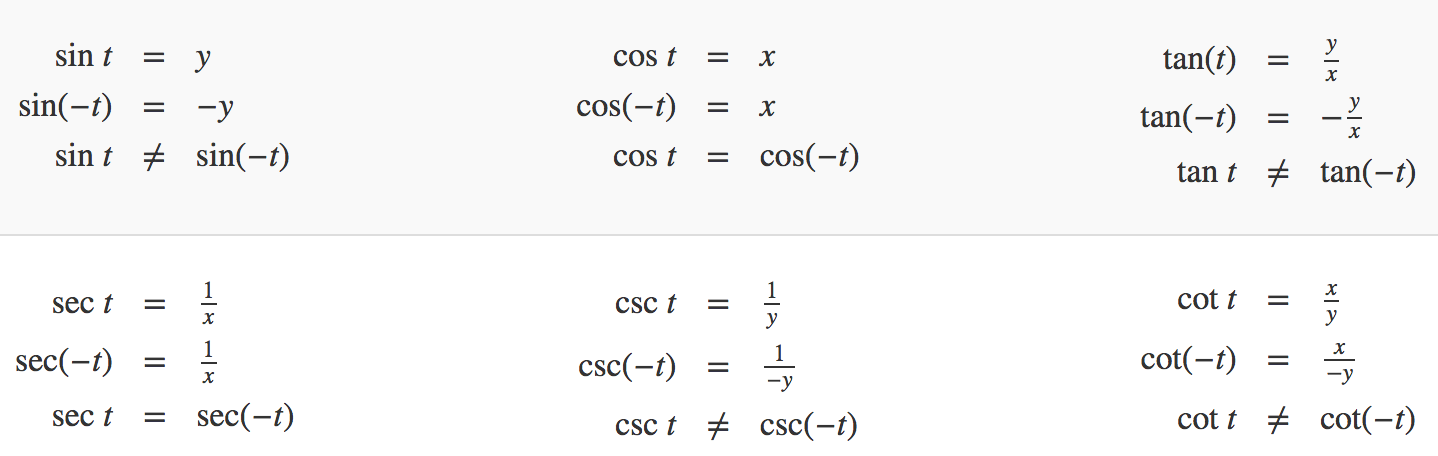 sin t = y
sin(−t) = −y
sin t ≠ sin(−t)
cos t = x
cos(−t) = x
cos t = cos(−t)
tan(t) = y/x
tan(−t) = −y/x
tan t ≠ tan(−t)
sec t = 1/x
sec(−t) = 1/x
sec t = sec(−t)
csc t = 1/y
csc(−t) = 1/−y
csc t ≠ csc(−t)
cot t = x/y
cot(−t) = x/−y
cot t ≠ cot(−t)